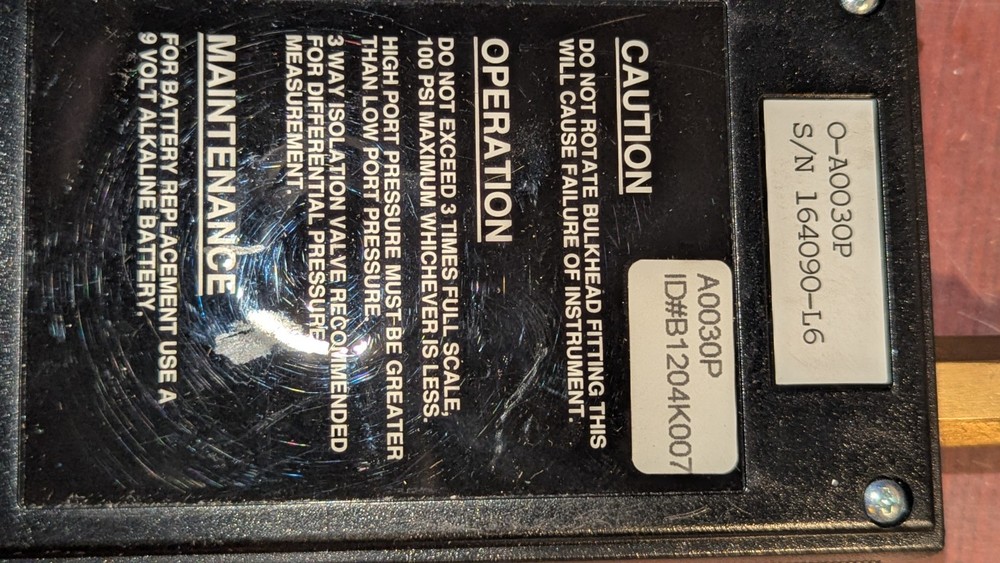 O-A0030P
S/N 164090-L6
A0030P
ID#B1204K007
CAUTION
DO NOT ROTATE BULKHEAD FITTING THIS
WILL CAUSE FAILURE OF INSTRUMENT.
OPERATION
DO NOT EXCEED 3 TIMES FULL SCALE,
100 PSI MAXIMUM WHICHEVER IS LESS.
HIGH PORT PRESSURE MUST BE GREATER
THAN LOW PORT PRESSURE.
3 WAY ISOLATION VALVE RECOMMENDED
FOR DIFFERENTIAL PRESSURE
MEASUREMENT.
MAINTENANCE
FOR BATTERY REPLACEMENT USE A
9 VOLT ALKALINE BATTERY.